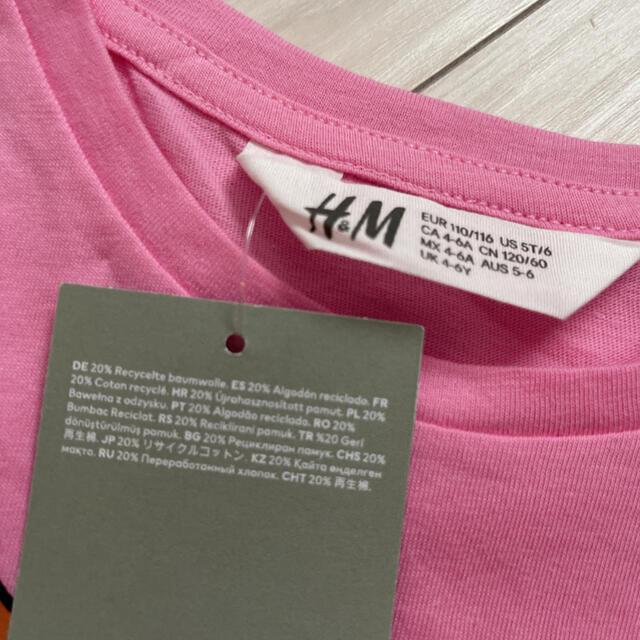 H&M
EUR 110/116 US 5T/6
CA 4-6A CN 120/60
MX 4-6A AUS 5-6
UK 4-6Y
DE 20% Recycelte baumwolle. ES 20% Algodón reciclado. FR
20% Coton recyclé. HR 20% Újrahasznosított pamut. PL 20%
Bawełna z odzysku. PT 20% Algodão reciclado. RO 20%
Bumbac Reciclat. RS 20% Reciklirani pamuk. TR %20 Geri
dönüştürülmüş pamuk. BG 20% Рециклиран памук. CHS 20%
再生棉. JP 20% リサイクルコットン. KZ 20% Қайта өңделген
мақта. RU 20% Переработанный хлопок. CHT 20% 再生棉.